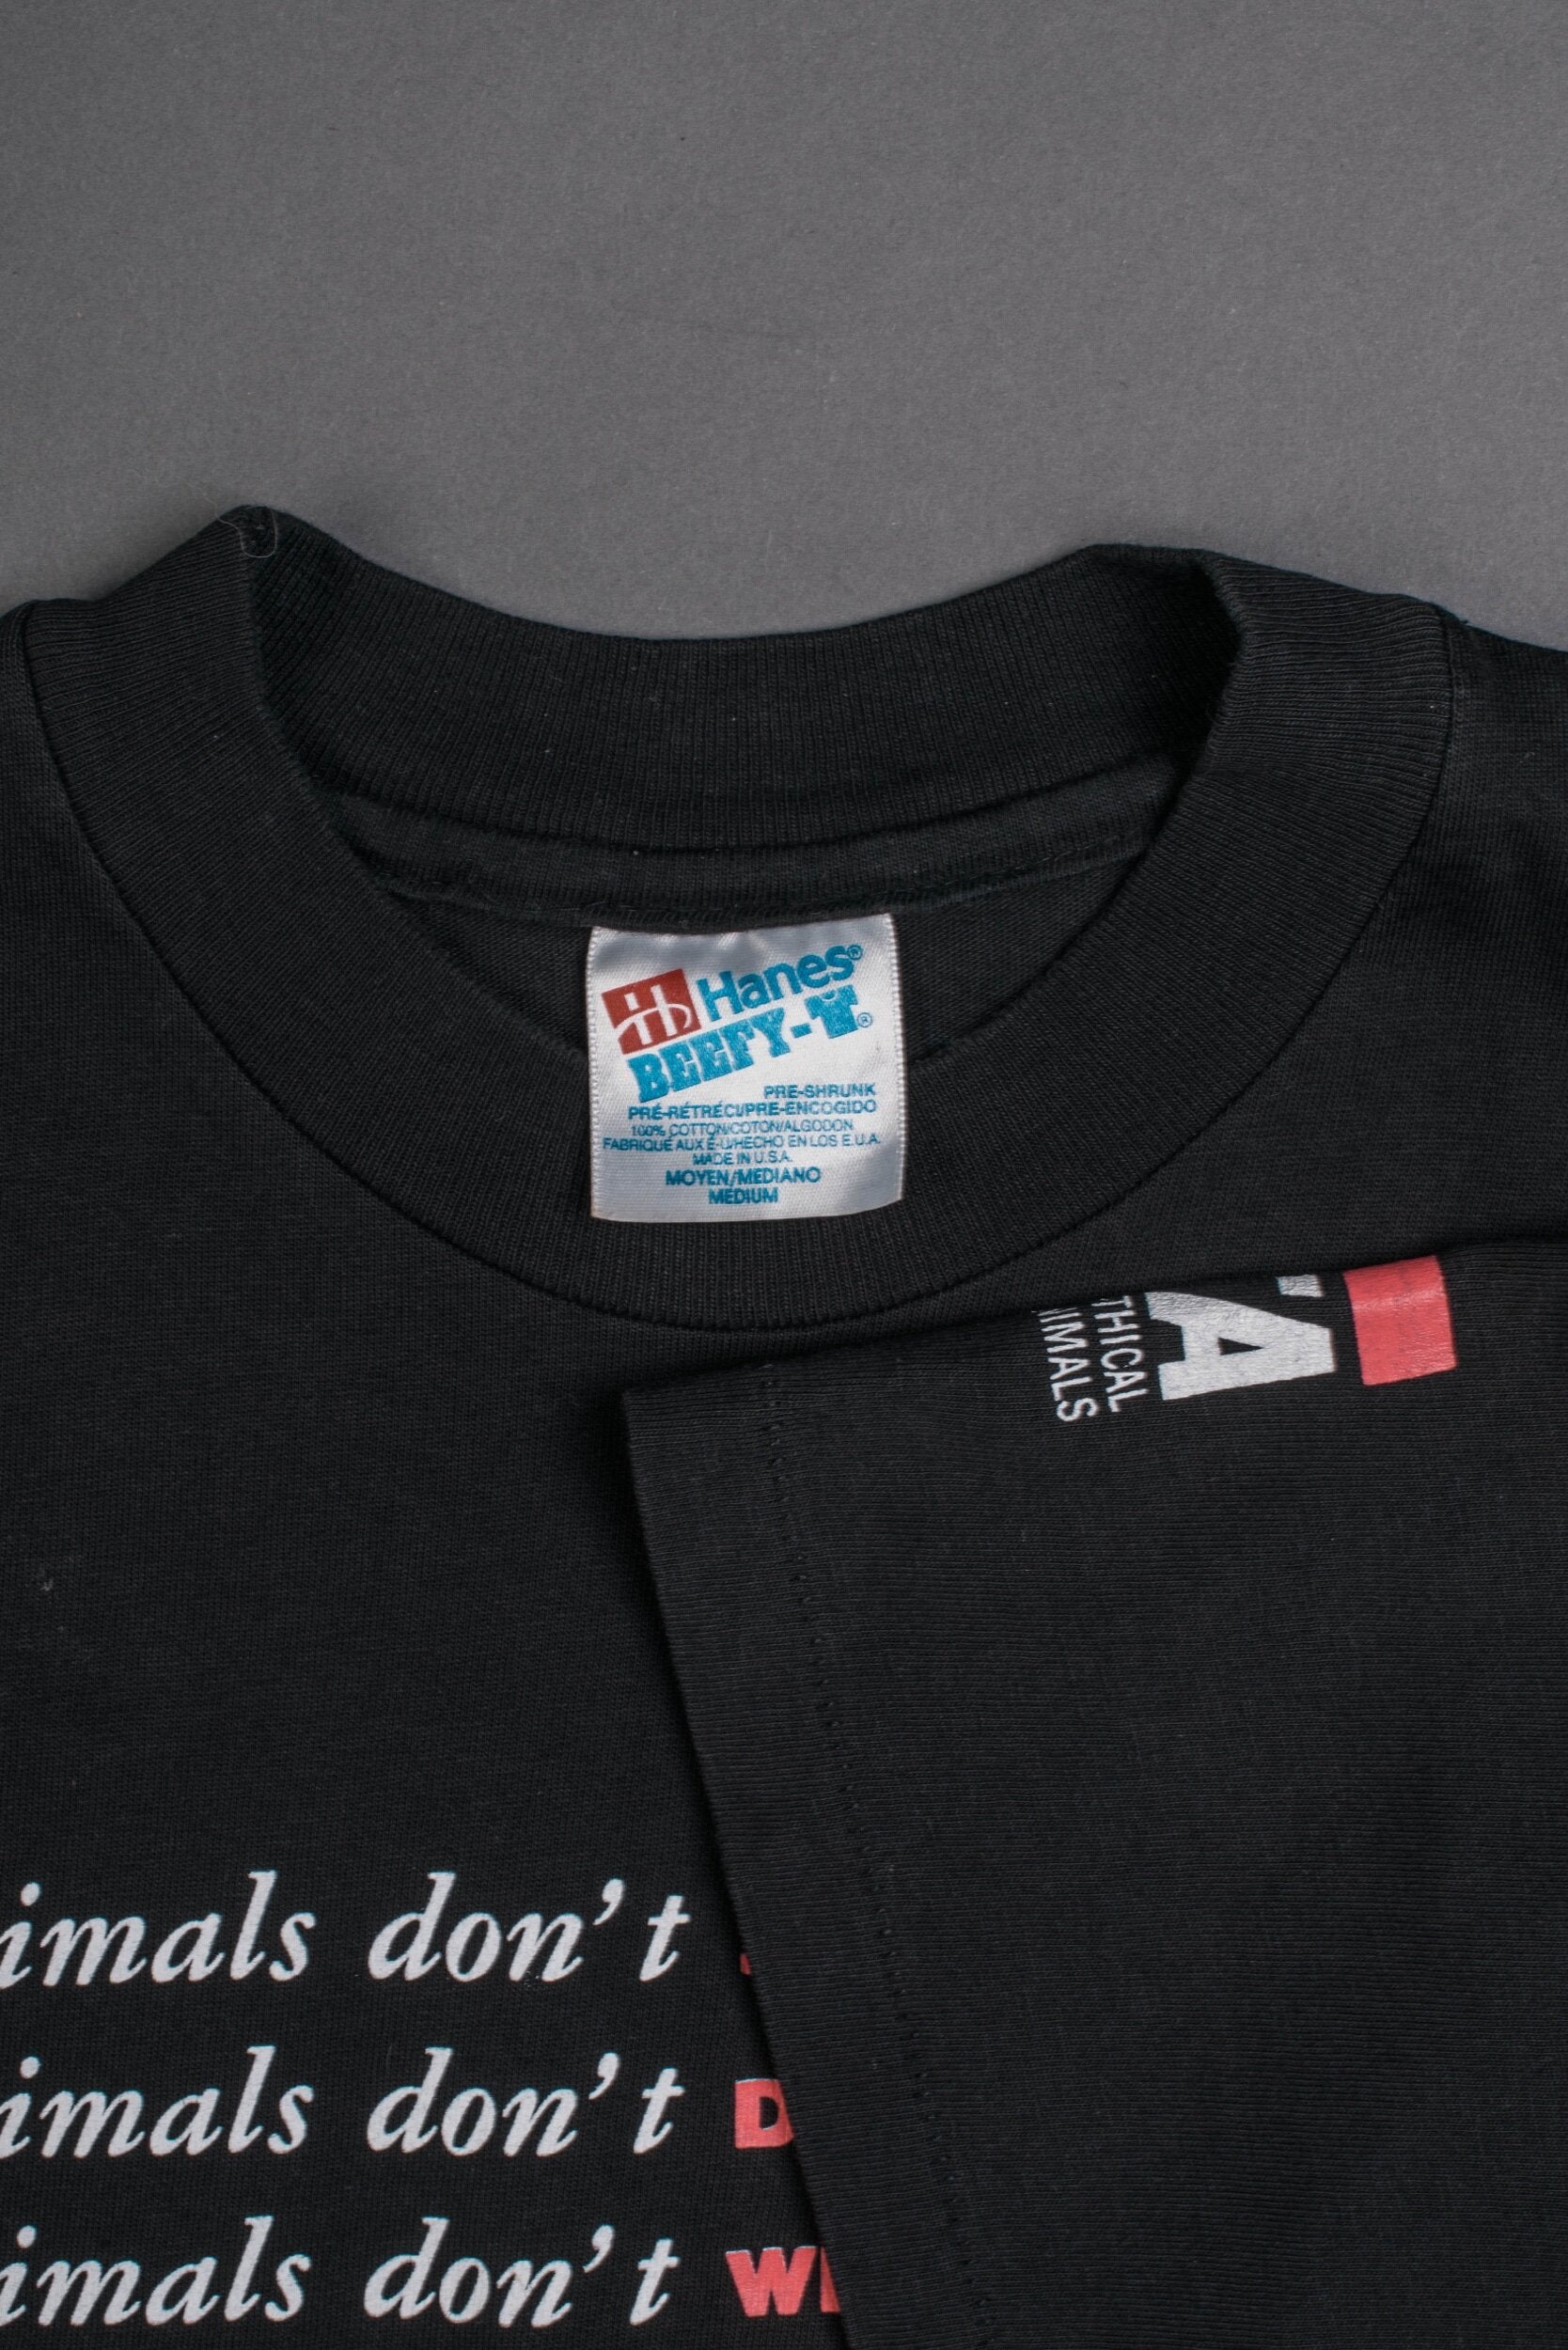 Hanes®
BEEFY-T®
PRE-SHRUNK
PRÉ-RÉTRÉCI/PRE-ENCOGIDO
100% COTTON/COTON/ALGODON
FABRIQUÉ AUX É-U/HECHO EN LOS E.U.A.
MADE IN U.S.A.
MOYEN/MEDIANO
MEDIUM
A
THICAL
NIMALS
imals don't
imals don't D
imals don't W